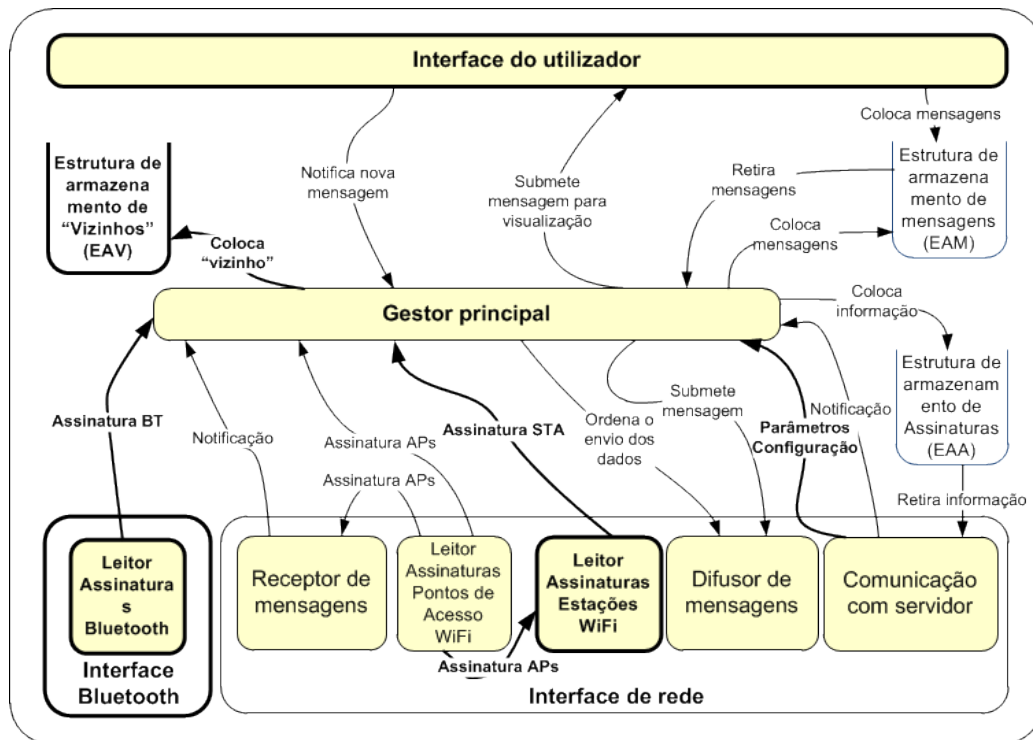 Interface do utilizador
Coloca mensagens
Estrutura de
armazena
mento de
“Vizinhos”
(EAV)
Notifica nova
mensagem
Submete
mensagem para
visualização
Retira
mensagens
Coloca
mensagens
Estrutura de
armazena
mento de
mensagens
(EAM)
Coloca
“vizinho”
Gestor principal
Coloca
informação
Estrutura de
armazenam
ento de
Assinaturas
(EAA)
Assinatura BT
Notificação
Assinatura APs
Assinatura APs
Assinatura STA
Ordena o
envio dos
dados
Submete
mensagem
Parâmetros
Configuração
Notificação
Retira informação
Leitor
Assinatura
s
Bluetooth
Interface
Bluetooth
Receptor de
mensagens
Leitor
Assinaturas
Pontos de
Acesso
WiFi
Leitor
Assinaturas
Estações
WiFi
Difusor de
mensagens
Comunicação
com servidor
Assinatura APs
Interface de rede